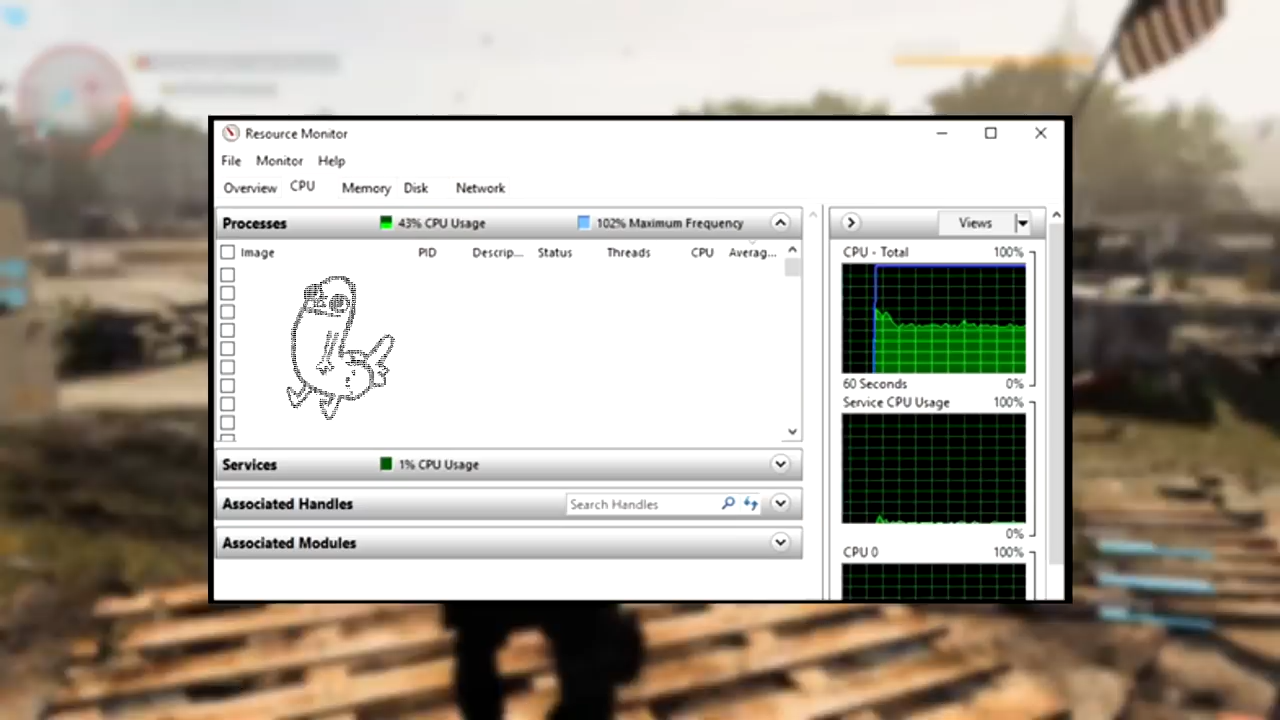 Resource Monitor
File Monitor Help
Overview CPU Memory Disk Network
Processes 43% CPU Usage 102% Maximum Frequency
Image PID Descrip... Status Threads CPU Averag...
Services 1% CPU Usage
Associated Handles Search Handles
Associated Modules
Views
CPU - Total 100%
60 Seconds 0%
Service CPU Usage 100%
0%
CPU 0 100%